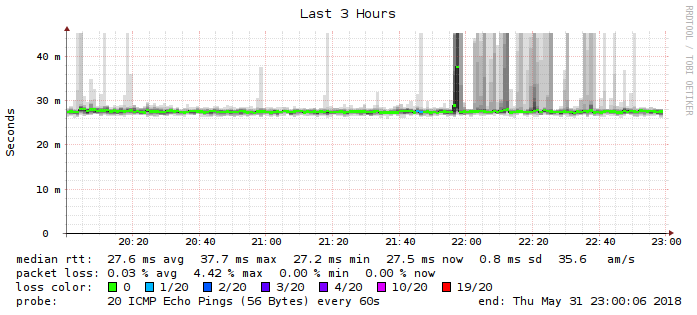 Last 3 Hours
RRDTOOL / TOBI OETIKER
Seconds
40 m
30 m
20 m
10 m
0
20:20 20:40 21:00 21:20 21:40 22:00 22:20 22:40 23:00
median rtt: 27.6 ms avg 37.7 ms max 27.2 ms min 27.5 ms now 0.8 ms sd 35.6 am/s
packet loss: 0.03 % avg 4.42 % max 0.00 % min 0.00 % now
loss color: 0 1/20 2/20 3/20 4/20 10/20 19/20
probe: 20 ICMP Echo Pings (56 Bytes) every 60s end: Thu May 31 23:00:06 2018